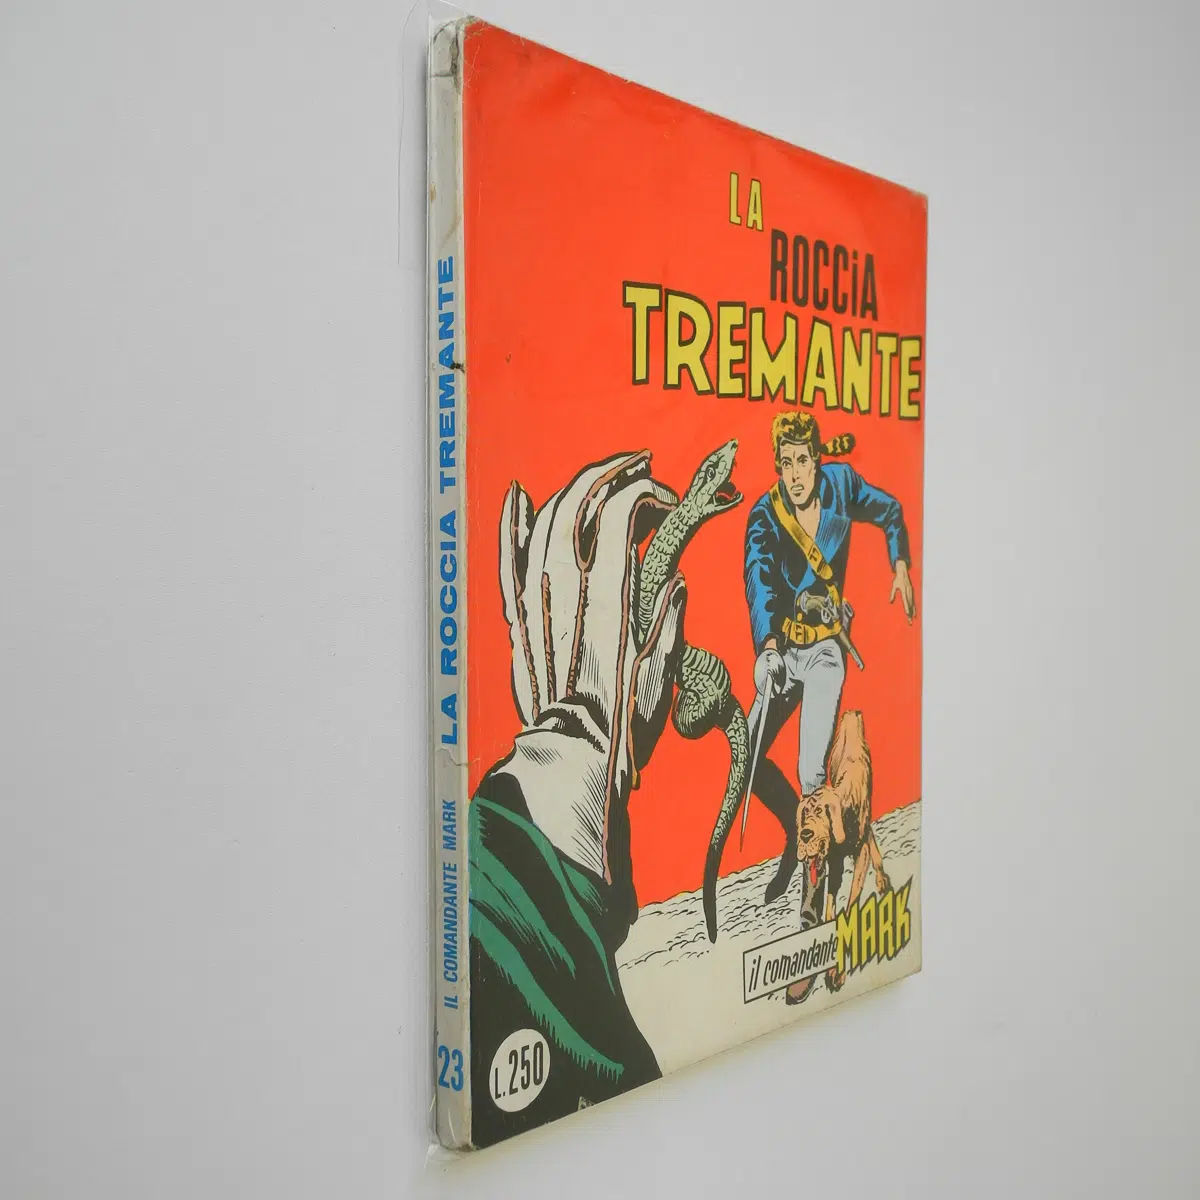 LA
ROCCiA
TREMANTE
il comandante MARK
L. 250
LA ROCCIA TREMANTE
IL COMANDANTE MARK
23